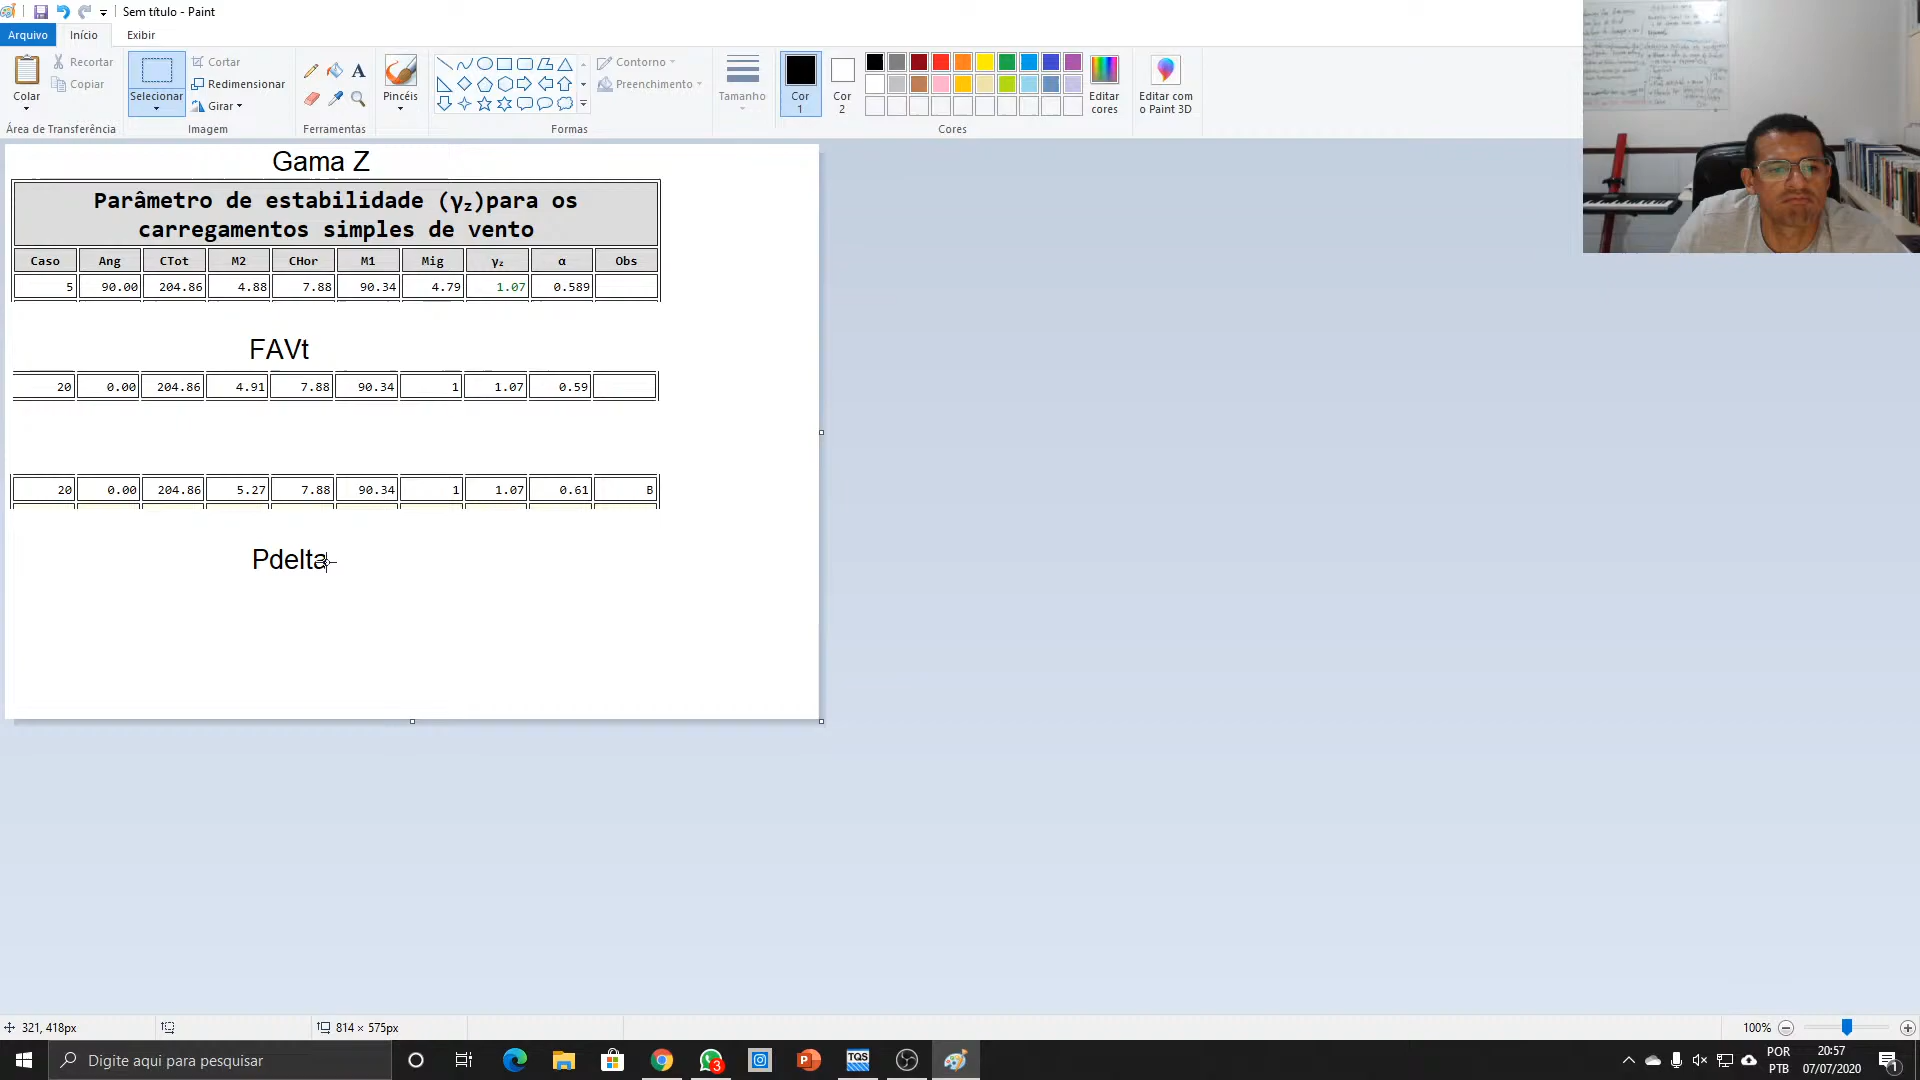 Sem título - Paint
Arquivo
Início
Exibir
Colar
Recortar
Copiar
Área de Transferência
Selecionar
Cortar
Redimensionar
Girar
Imagem
Ferramentas
Pincéis
Contorno
Preenchimento
Formas
Tamanho
Cor
1
Cor
2
Cores
Editar
cores
Editar com
o Paint 3D
Gama Z
Parâmetro de estabilidade (γz)para os
carregamentos simples de vento
Caso Ang CTot M2 CHor M1 Mig γz α Obs
5 90.00 204.86 4.88 7.88 90.34 4.79 1.07 0.589
FAVt
20 0.00 204.86 4.91 7.88 90.34 1 1.07 0.59
20 0.00 204.86 5.27 7.88 90.34 1 1.07 0.61 B
Pdelta
321, 418px
814 × 575px
100%
Digite aqui para pesquisar
3
TQS
POR
PTB
20:57
07/07/2020
1